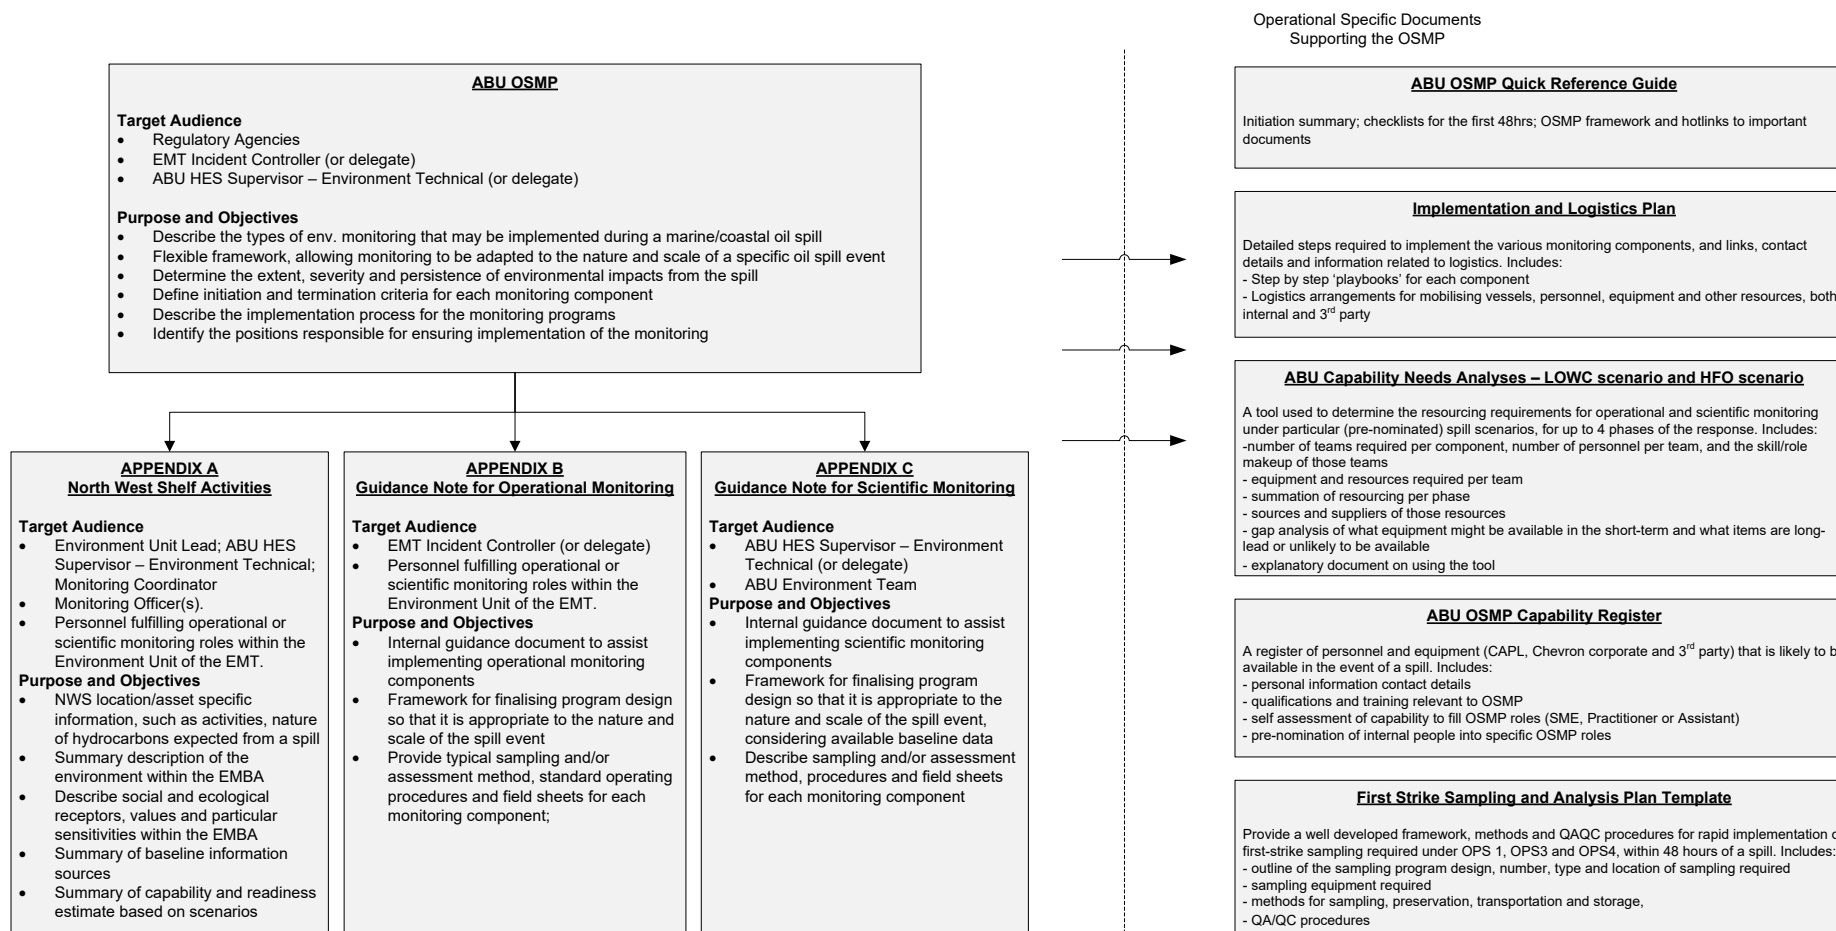 Operational Specific Documents
Supporting the OSMP
ABU OSMP
Target Audience
• Regulatory Agencies
• EMT Incident Controller (or delegate)
• ABU HES Supervisor – Environment Technical (or delegate)
Purpose and Objectives
• Describe the types of env. monitoring that may be implemented during a marine/coastal oil spill
• Flexible framework, allowing monitoring to be adapted to the nature and scale of a specific oil spill event
• Determine the extent, severity and persistence of environmental impacts from the spill
• Define initiation and termination criteria for each monitoring component
• Describe the implementation process for the monitoring programs
• Identify the positions responsible for ensuring implementation of the monitoring
APPENDIX A
North West Shelf Activities
Target Audience
• Environment Unit Lead; ABU HES
Supervisor – Environment Technical;
Monitoring Coordinator
• Monitoring Officer(s).
• Personnel fulfilling operational or
scientific monitoring roles within the
Environment Unit of the EMT.
Purpose and Objectives
• NWS location/asset specific
information, such as activities, nature
of hydrocarbons expected from a spill
• Summary description of the
environment within the EMBA
• Describe social and ecological
receptors, values and particular
sensitivities within the EMBA
• Summary of baseline information
sources
• Summary of capability and readiness
estimate based on scenarios
APPENDIX B
Guidance Note for Operational Monitoring
Target Audience
• EMT Incident Controller (or delegate)
• Personnel fulfilling operational or
scientific monitoring roles within the
Environment Unit of the EMT.
Purpose and Objectives
• Internal guidance document to assist
implementing operational monitoring
components
• Framework for finalising program design
so that it is appropriate to the nature and
scale of the spill event
• Provide typical sampling and/or
assessment method, standard operating
procedures and field sheets for each
monitoring component;
APPENDIX C
Guidance Note for Scientific Monitoring
Target Audience
• ABU HES Supervisor – Environment
Technical (or delegate)
• ABU Environment Team
Purpose and Objectives
• Internal guidance document to assist
implementing scientific monitoring
components
• Framework for finalising program
design so that it is appropriate to the
nature and scale of the spill event,
considering available baseline data
• Describe sampling and/or assessment
method, procedures and field sheets
for each monitoring component
ABU OSMP Quick Reference Guide
Initiation summary; checklists for the first 48hrs; OSMP framework and hotlinks to important
documents
Implementation and Logistics Plan
Detailed steps required to implement the various monitoring components, and links, contact
details and information related to logistics. Includes:
- Step by step ‘playbooks’ for each component
- Logistics arrangements for mobilising vessels, personnel, equipment and other resources, both
internal and 3rd party
ABU Capability Needs Analyses – LOWC scenario and HFO scenario
A tool used to determine the resourcing requirements for operational and scientific monitoring
under particular (pre-nominated) spill scenarios, for up to 4 phases of the response. Includes:
-number of teams required per component, number of personnel per team, and the skill/role
makeup of those teams
- equipment and resources required per team
- summation of resourcing per phase
- sources and suppliers of those resources
- gap analysis of what equipment might be available in the short-term and what items are long-
lead or unlikely to be available
- explanatory document on using the tool
ABU OSMP Capability Register
A register of personnel and equipment (CAPL, Chevron corporate and 3rd party) that is likely to
available in the event of a spill. Includes:
- personal information contact details
- qualifications and training relevant to OSMP
- self assessment of capability to fill OSMP roles (SME, Practitioner or Assistant)
- pre-nomination of internal people into specific OSMP roles
First Strike Sampling and Analysis Plan Template
Provide a well developed framework, methods and QAQC procedures for rapid implementation
first-strike sampling required under OPS 1, OPS3 and OPS4, within 48 hours of a spill. Includes:
- outline of the sampling program design, number, type and location of sampling required
- sampling equipment required
- methods for sampling, preservation, transportation and storage,
- QA/QC procedures